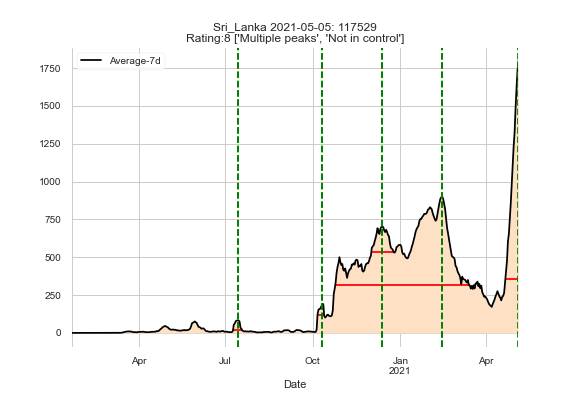 Sri_Lanka 2021-05-05: 117529
Rating:8 ['Multiple peaks', 'Not in control']
Average-7d
1750
1500
1250
1000
750
500
250
0
Apr
Jul
Oct
Jan
2021
Apr
Date